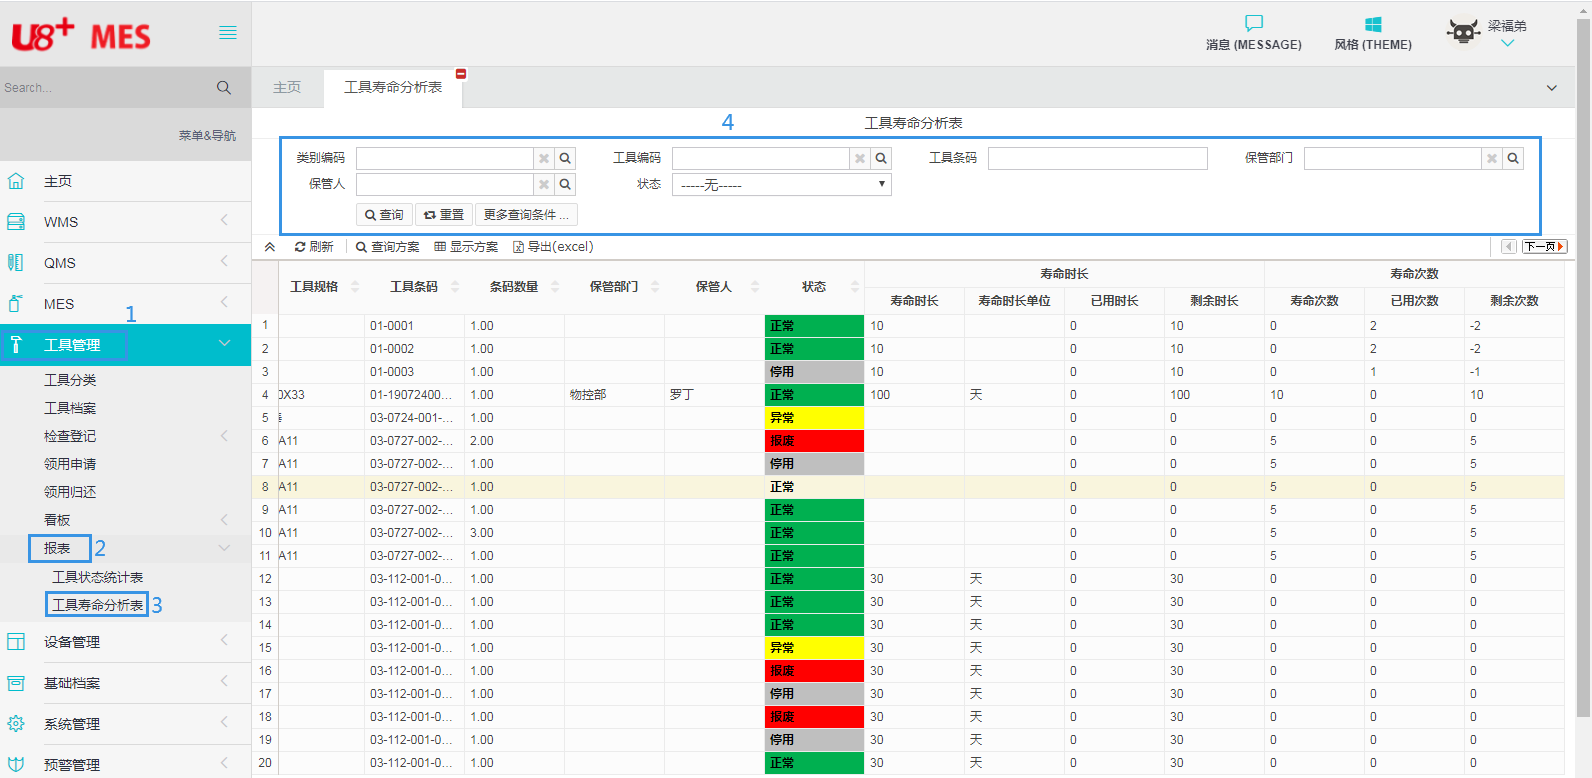 U8+ MES
消息 (MESSAGE)
风格 (THEME)
梁福弟
Search...
菜单&导航
主页
WMS
QMS
MES
1
工具管理
工具分类
工具档案
检查登记
领用申请
领用归还
看板
报表
2
工具状态统计表
工具寿命分析表
3
设备管理
基础档案
系统管理
预警管理
主页 工具寿命分析表
4
工具寿命分析表
类别编码 工具编码 工具条码 保管部门
保管人 状态 -----无-----
查询 重置 更多查询条件 ...
刷新 查询方案 显示方案 导出(excel) 下一页
工具规格 工具条码 条码数量 保管部门 保管人 状态 寿命时长 寿命次数
寿命时长 寿命时长单位 已用时长 剩余时长 寿命次数 已用次数 剩余次数
1 01-0001 1.00 正常 10 0 10 0 2 -2
2 01-0002 1.00 正常 10 0 10 0 2 -2
3 01-0003 1.00 停用 10 0 10 0 1 -1
4 0X33 01-19072400... 1.00 物控部 罗丁 正常 100 天 0 100 10 0 10
5 03-0724-001-... 1.00 异常 0 0 0 0 0
6 A11 03-0727-002-... 2.00 报废 0 0 5 0 5
7 A11 03-0727-002-... 1.00 停用 0 0 5 0 5
8 A11 03-0727-002-... 1.00 正常 0 0 5 0 5
9 A11 03-0727-002-... 1.00 正常 0 0 5 0 5
10 A11 03-0727-002-... 3.00 正常 0 0 5 0 5
11 A11 03-0727-002-... 1.00 正常 0 0 5 0 5
12 03-112-001-0... 1.00 正常 30 天 0 30 0 0 0
13 03-112-001-0... 1.00 正常 30 天 0 30 0 0 0
14 03-112-001-0... 1.00 正常 30 天 0 30 0 0 0
15 03-112-001-0... 1.00 异常 30 天 0 30 0 0 0
16 03-112-001-0... 1.00 报废 30 天 0 30 0 0 0
17 03-112-001-0... 1.00 停用 30 天 0 30 0 0 0
18 03-112-001-0... 1.00 报废 30 天 0 30 0 0 0
19 03-112-001-0... 1.00 停用 30 天 0 30 0 0 0
20 03-112-001-0... 1.00 正常 30 天 0 30 0 0 0